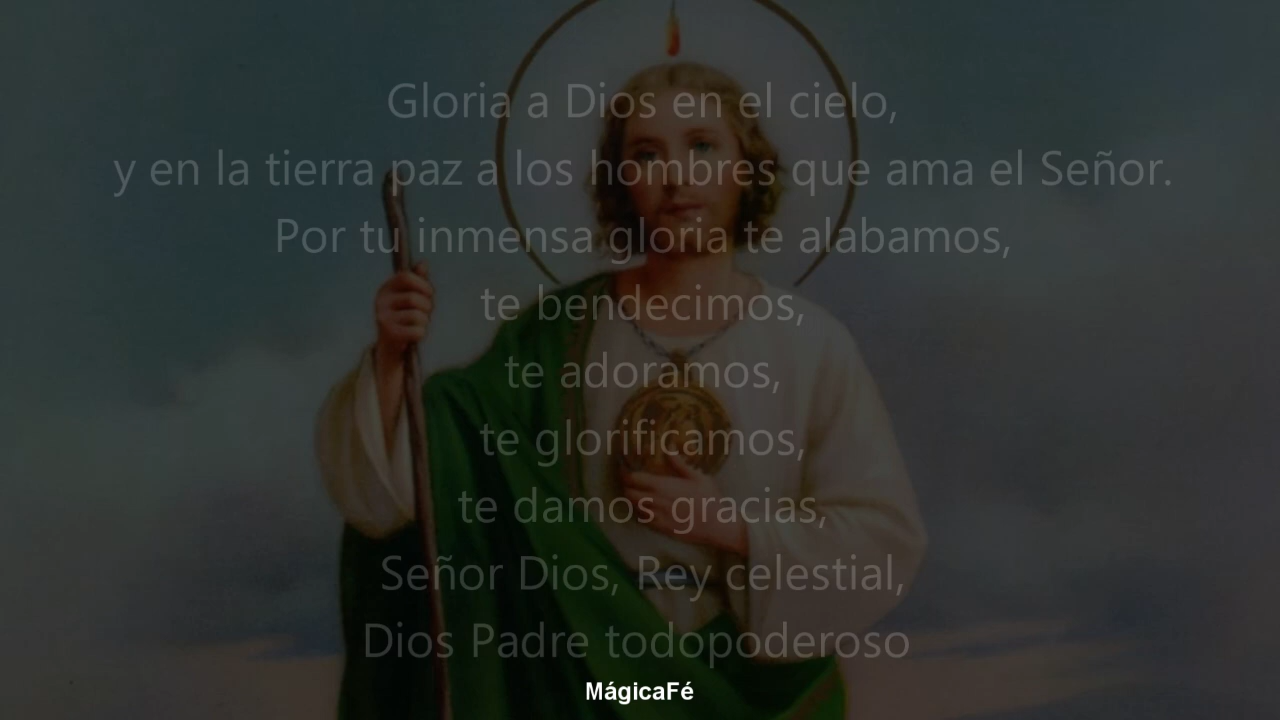 Gloria a Dios en el cielo,
y en la tierra paz a los hombres que ama el Señor.
Por tu inmensa gloria te alabamos,
te bendecimos,
te adoramos,
te glorificamos,
te damos gracias,
Señor Dios, Rey celestial,
Dios Padre todopoderoso
MágicaFé